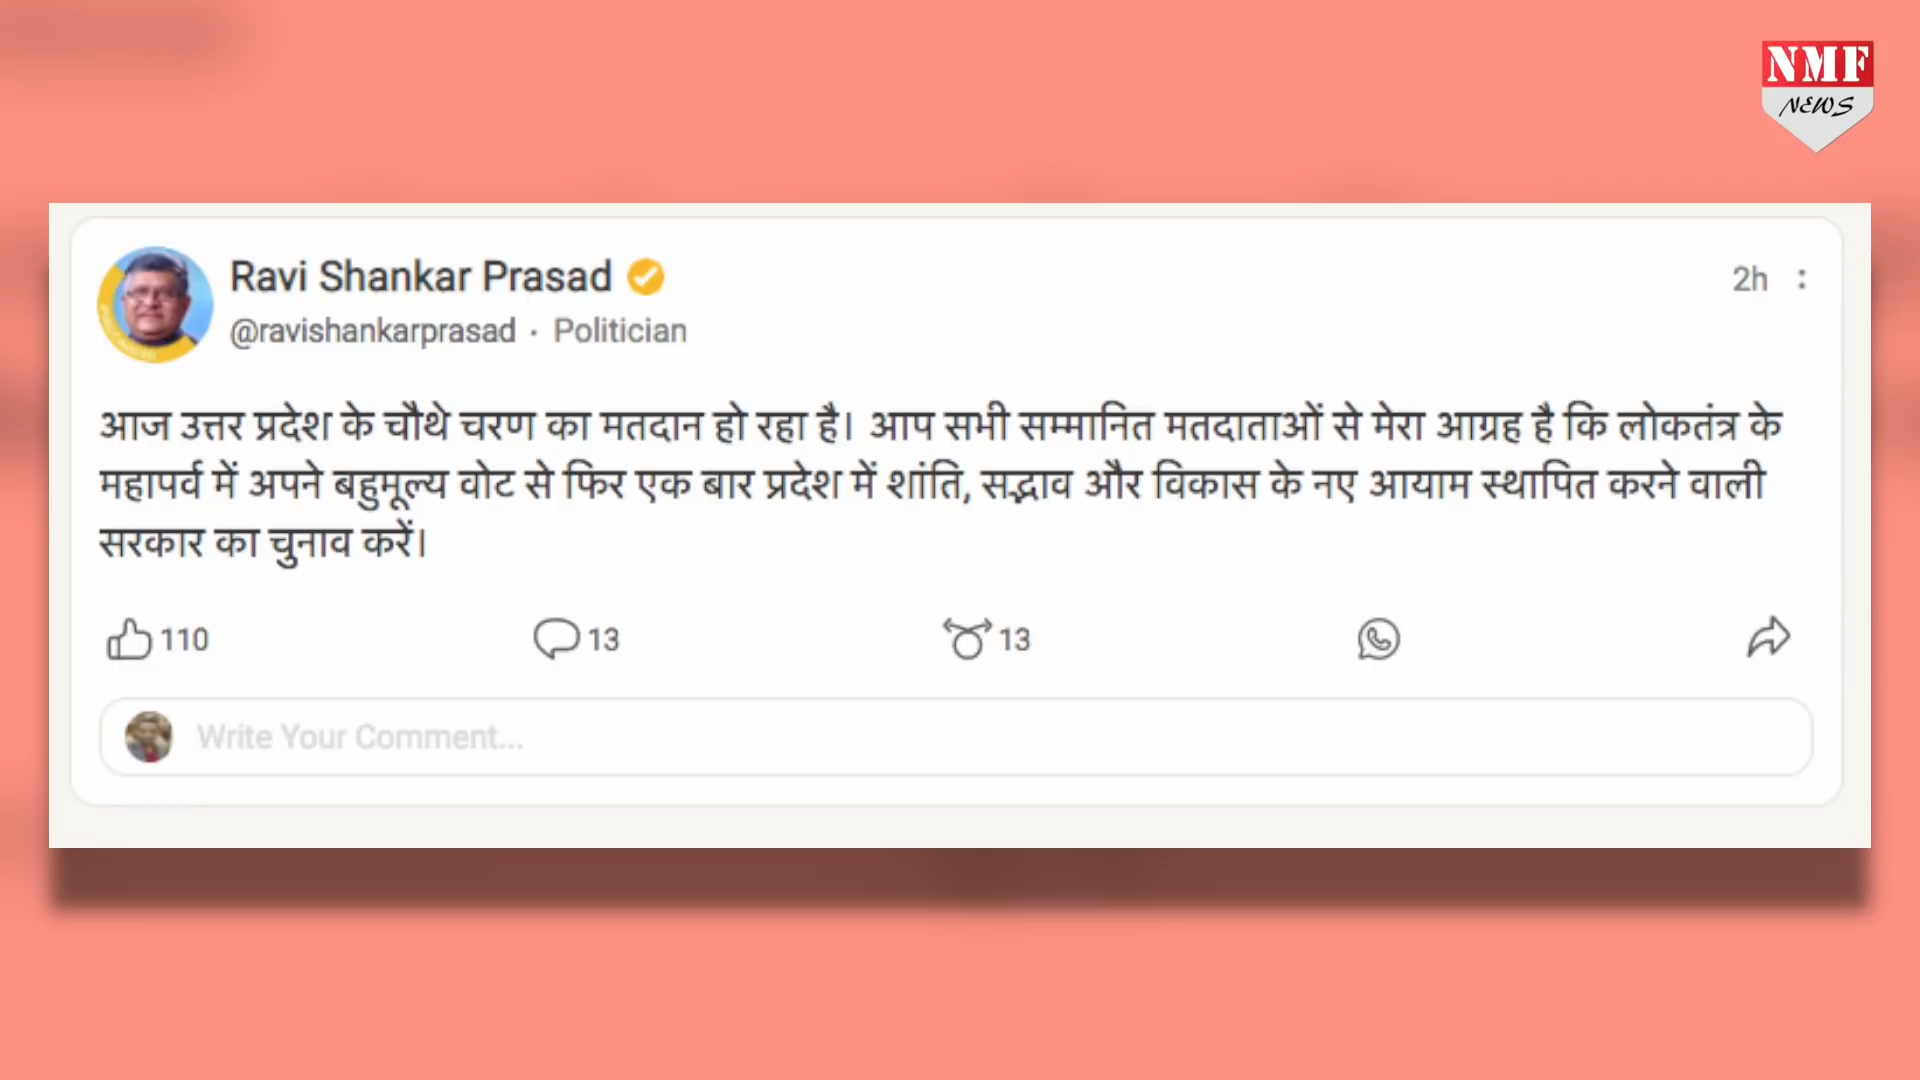 NMF
NEWS
Ravi Shankar Prasad
2h
@ravishankarprasad · Politician
आज उत्तर प्रदेश के चौथे चरण का मतदान हो रहा है। आप सभी सम्मानित मतदाताओं से मेरा आग्रह है कि लोकतंत्र के
महापर्व में अपने बहुमूल्य वोट से फिर एक बार प्रदेश में शांति, सद्भाव और विकास के नए आयाम स्थापित करने वाली
सरकार का चुनाव करें।
110 13 13
Write Your Comment...